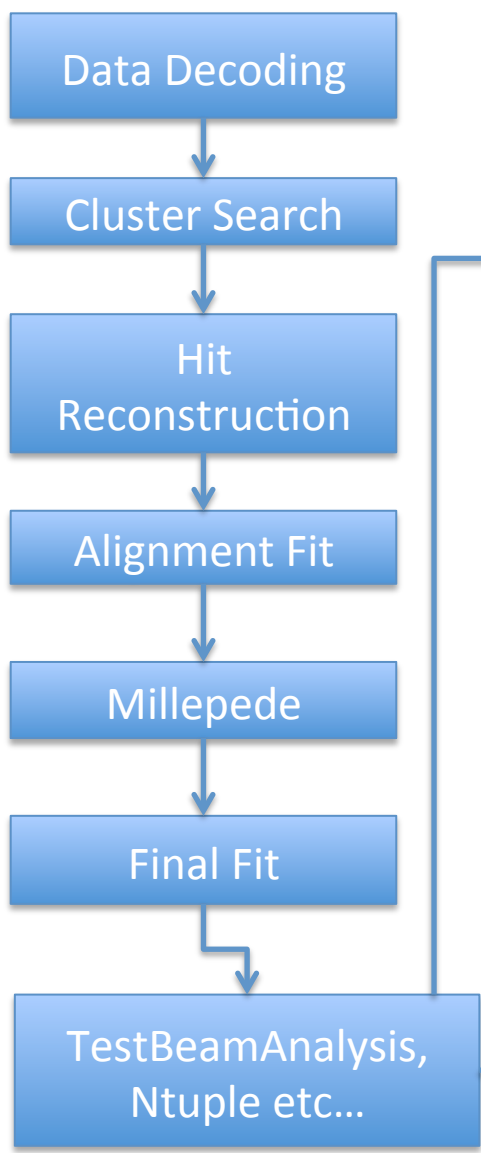 Data Decoding
Cluster Search
Hit
Reconstruction
Alignment Fit
Millepede
Final Fit
TestBeamAnalysis,
Ntuple etc…